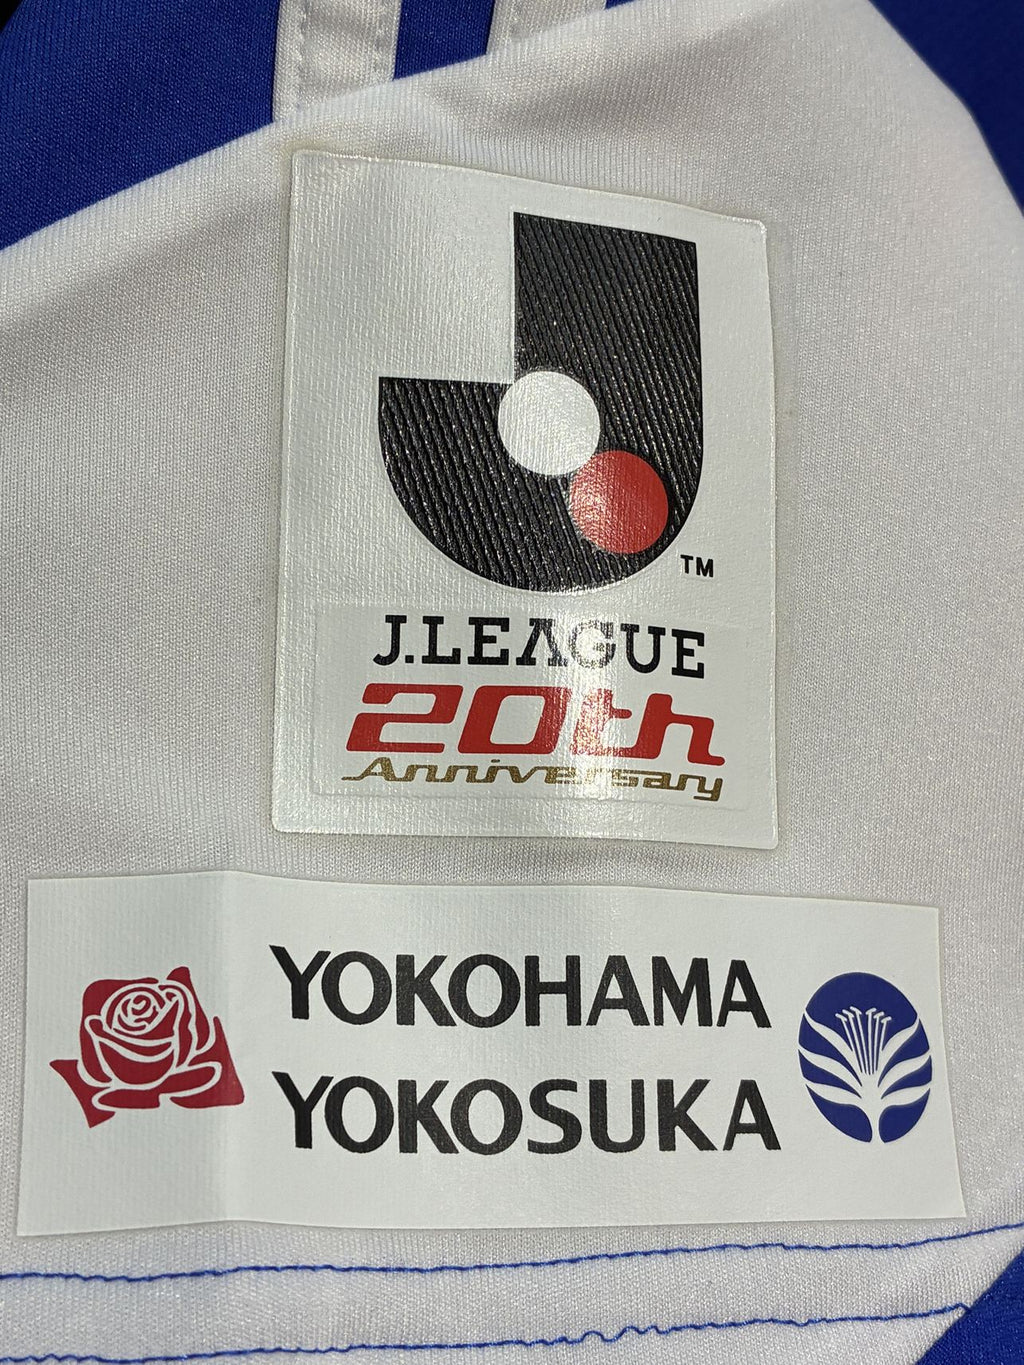 TM
J.LEAGUE
20th
Anniversary
YOKOHAMA
YOKOSUKA